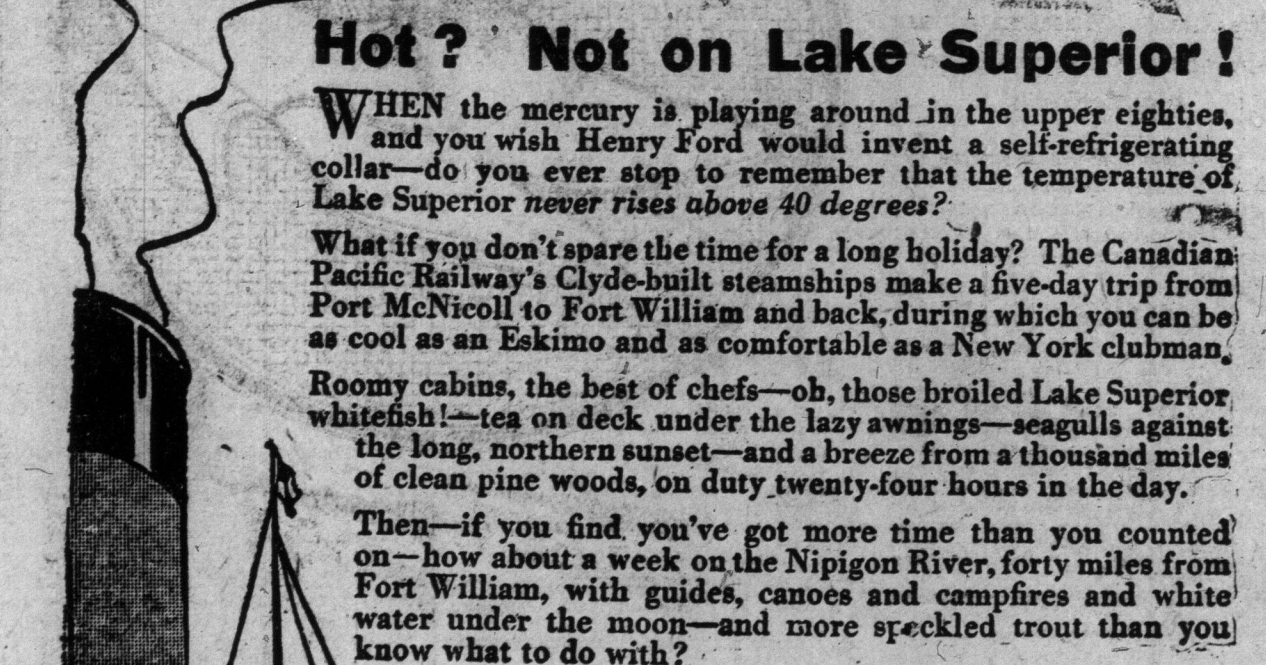 Hot? Not on Lake Superior!
WHEN the mercury is playing around in the upper eighties,
and you wish Henry Ford would invent a self-refrigerating
collar—do you ever stop to remember that the temperature of
Lake Superior never rises above 40 degrees?
What if you don't spare the time for a long holiday? The Canadian
Pacific Railway's Clyde-built steamships make a five-day trip from
Port McNicoll to Fort William and back, during which you can be
as cool as an Eskimo and as comfortable as a New York clubman.
Roomy cabins, the best of chefs—oh, those broiled Lake Superior
whitefish!—tea on deck under the lazy awnings—seagulls against
the long, northern sunset—and a breeze from a thousand miles
of clean pine woods, on duty twenty-four hours in the day.
Then—if you find you've got more time than you counted
on—how about a week on the Nipigon River, forty miles from
Fort William, with guides, canoes and campfires and white
water under the moon—and more speckled trout than you
know what to do with?